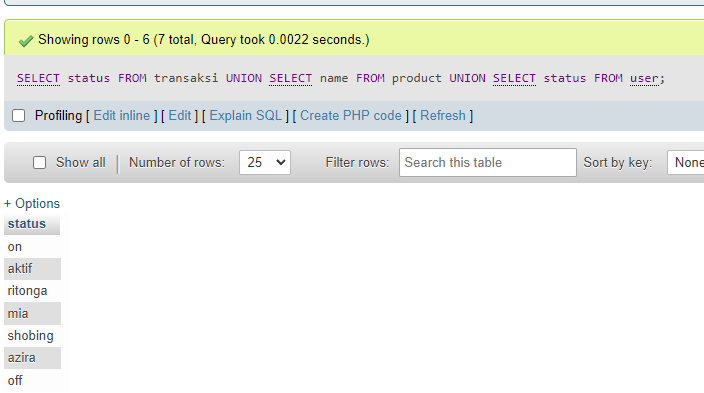 Showing rows 0 - 6 (7 total, Query took 0.0022 seconds.)
SELECT status FROM transaksi UNION SELECT name FROM product UNION SELECT status FROM user;
Profiling [ Edit inline ] [ Edit ] [ Explain SQL ] [ Create PHP code ] [ Refresh ]
Show all | Number of rows: 25 Filter rows: Search this table Sort by key: None
+ Options
status
on
aktif
ritonga
mia
shobing
azira
off